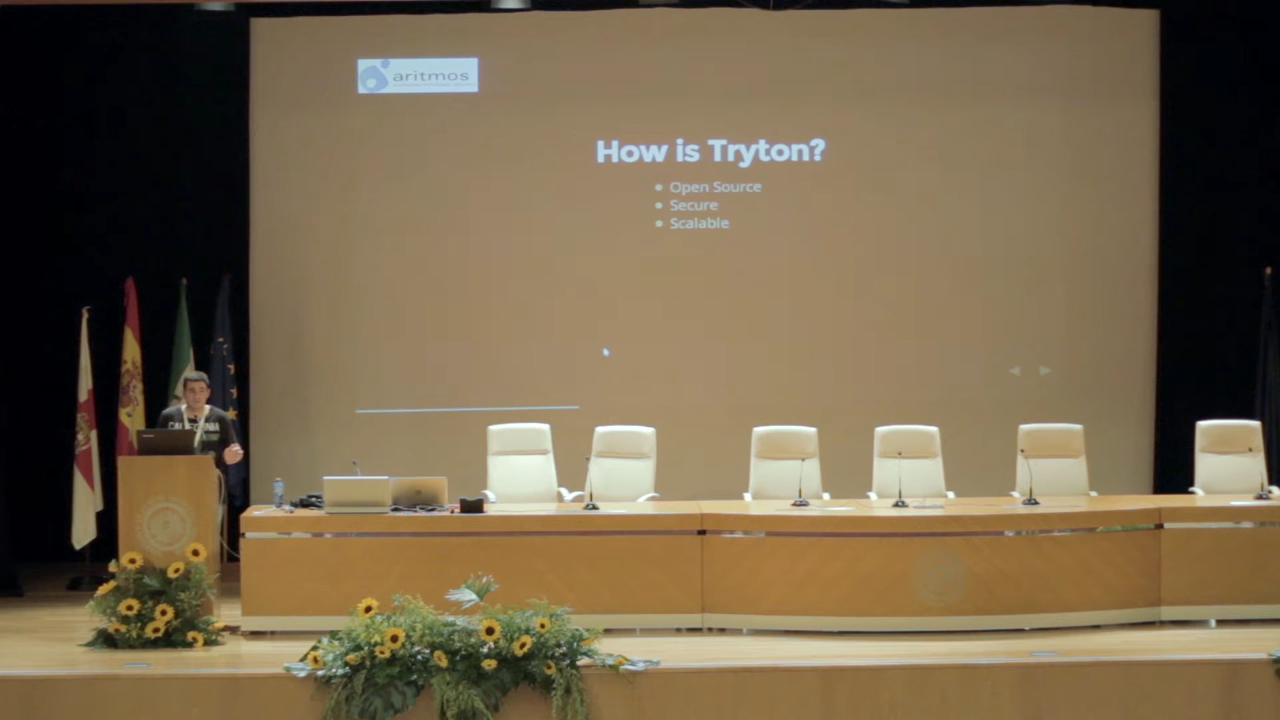 aritmos
How is Tryton?
Open Source
Secure
Scalable
CALIFORNIA